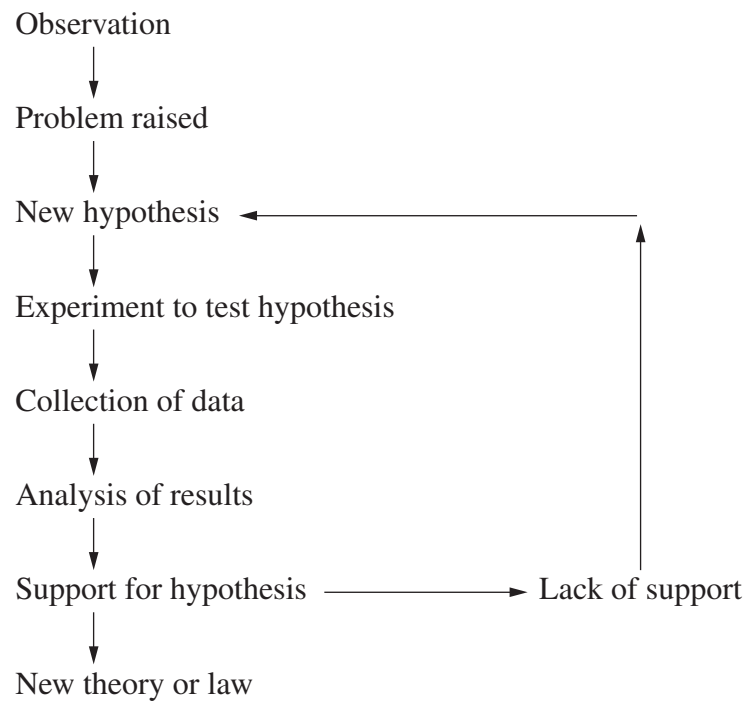 Observation
Problem raised
New hypothesis
Experiment to test hypothesis
Collection of data
Analysis of results
Support for hypothesis
Lack of support
New theory or law